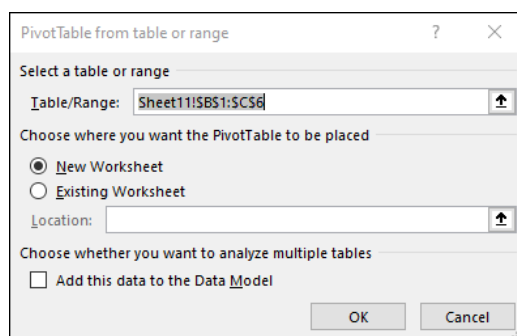 PivotTable from table or range ? ×
Select a table or range
Table/Range: Sheet11!$B$1:$C$6
Choose where you want the PivotTable to be placed
New Worksheet
Existing Worksheet
Location:
Choose whether you want to analyze multiple tables
Add this data to the Data Model
OK Cancel